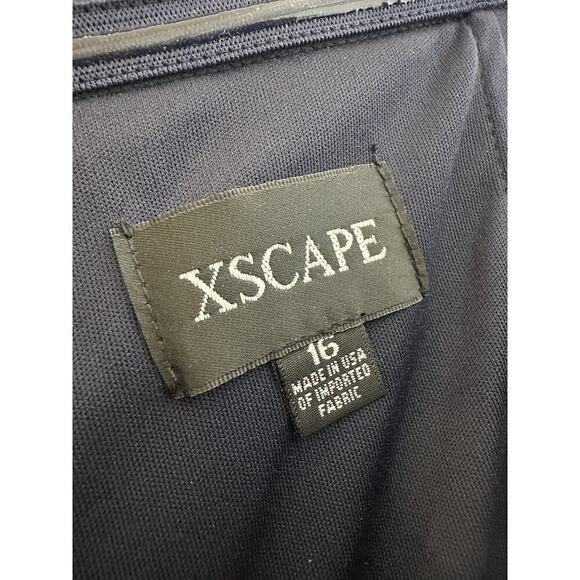 XSCAPE
16
MADE IN USA
OF IMPORTED
FABRIC